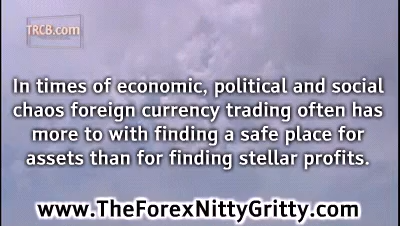 TRCB.com
In times of economic, political and social
chaos foreign currency trading often has
more to with finding a safe place for
assets than for finding stellar profits.
www.TheForexNittyGritty.com